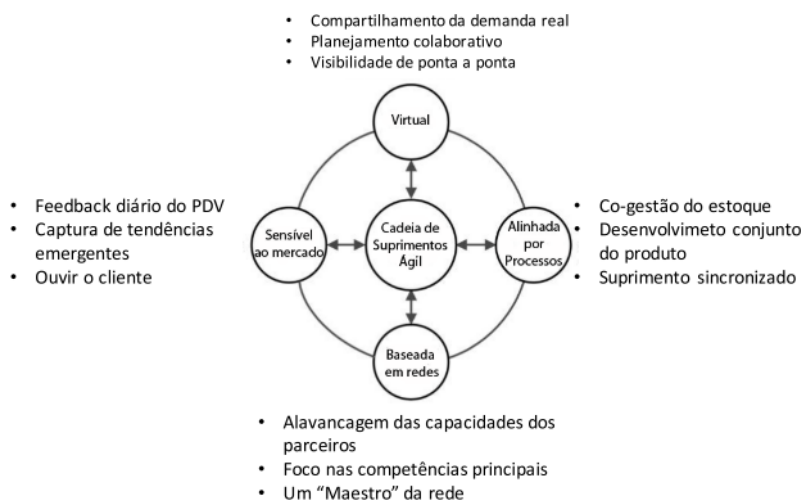 • Compartilhamento da demanda real
• Planejamento colaborativo
• Visibilidade de ponta a ponta
Virtual
• Feedback diário do PDV
• Captura de tendências
emergentes
• Ouvir o cliente
Sensível
ao mercado
Cadeia de
Suprimentos
Ágil
Alinhada
por
Processos
• Co-gestão do estoque
• Desenvolvimeto conjunto
do produto
• Suprimento sincronizado
Baseada
em redes
• Alavancagem das capacidades dos
parceiros
• Foco nas competências principais
• Um “Maestro” da rede